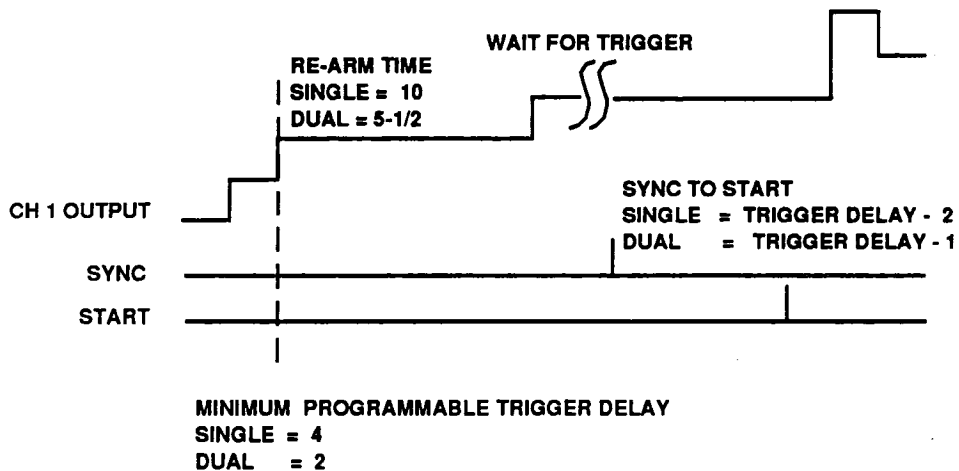 WAIT FOR TRIGGER
RE-ARM TIME
SINGLE = 10
DUAL = 5-1/2
CH 1 OUTPUT
SYNC TO START
SINGLE = TRIGGER DELAY - 2
DUAL = TRIGGER DELAY - 1
SYNC
START
MINIMUM PROGRAMMABLE TRIGGER DELAY
SINGLE = 4
DUAL = 2